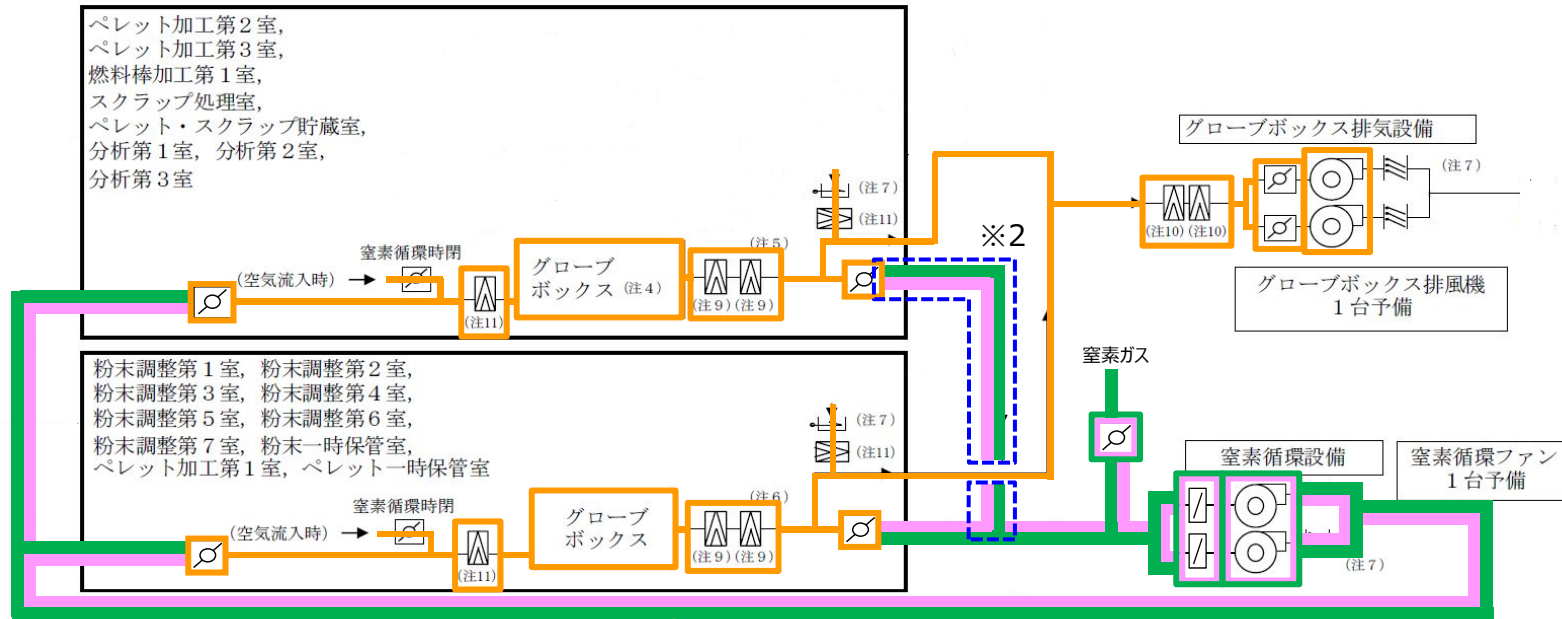 ペレット加工第２室,
ペレット加工第３室,
燃料棒加工第１室,
スクラップ処理室,
ペレット・スクラップ貯蔵室,
分析第１室, 分析第２室,
分析第３室
(注７)
(注11)
窒素循環時閉
(空気流入時)
(注11)
グローブ
ボックス (注４)
(注５)
(注９) (注９)
※2
グローブボックス排気設備
(注７)
(注10) (注10)
グローブボックス排風機
１台予備
粉末調整第１室, 粉末調整第２室,
粉末調整第３室, 粉末調整第４室,
粉末調整第５室, 粉末調整第６室,
粉末調整第７室, 粉末一時保管室,
ペレット加工第１室, ペレット一時保管室
(注７)
(注11)
窒素循環時閉
(空気流入時)
(注11)
グローブ
ボックス
(注６)
(注９) (注９)
窒素ガス
窒素循環設備
窒素循環ファン
１台予備
(注７)